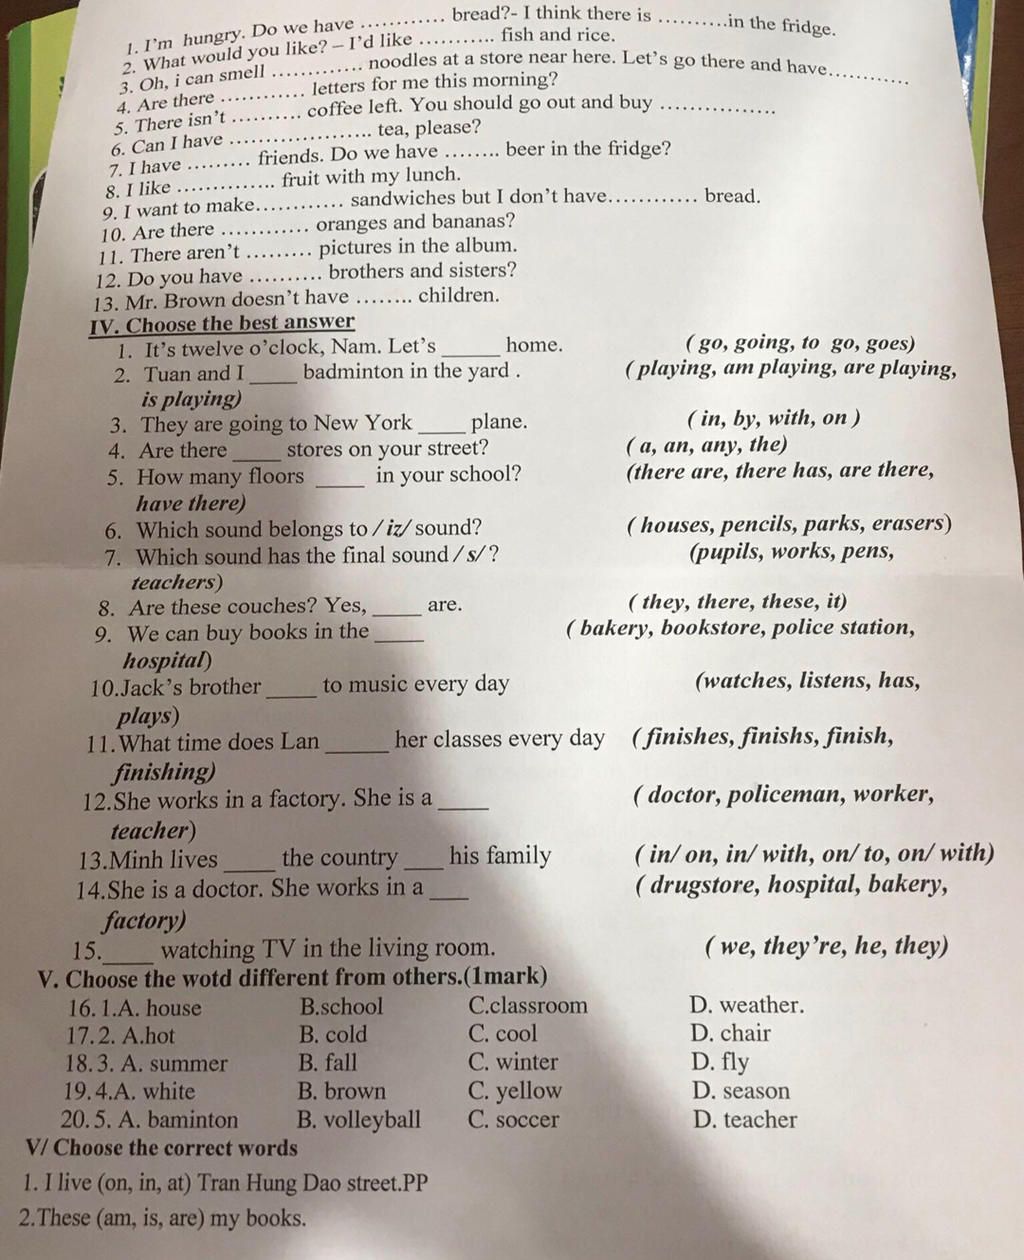 1. I'm hungry. Do we have ............ bread?- I think there is ..........in the fridge.
2. What would you like? – I'd like ........... fish and rice.
3. Oh, i can smell ............. noodles at a store near here. Let's go there and have............
4. Are there ............ letters for me this morning?
5. There isn't .......... coffee left. You should go out and buy ................
6. Can I have .................... tea, please?
7. I have ......... friends. Do we have ........ beer in the fridge?
8. I like .............. fruit with my lunch.
9. I want to make............. sandwiches but I don't have............. bread.
10. Are there ............. oranges and bananas?
11. There aren't ......... pictures in the album.
12. Do you have .......... brothers and sisters?
13. Mr. Brown doesn't have ........ children.
IV. Choose the best answer
1. It's twelve o'clock, Nam. Let's _____ home. ( go, going, to go, goes)
2. Tuan and I ____ badminton in the yard . ( playing, am playing, are playing,
is playing)
3. They are going to New York ____ plane. ( in, by, with, on )
4. Are there ____ stores on your street? ( a, an, any, the)
5. How many floors ____ in your school? (there are, there has, are there,
have there)
6. Which sound belongs to / iz/ sound? ( houses, pencils, parks, erasers)
7. Which sound has the final sound / s/ ? (pupils, works, pens,
teachers)
8. Are these couches? Yes, ____ are. ( they, there, these, it)
9. We can buy books in the ____ ( bakery, bookstore, police station,
hospital)
10.Jack's brother ____ to music every day (watches, listens, has,
plays)
11.What time does Lan _____ her classes every day ( finishes, finishs, finish,
finishing)
12.She works in a factory. She is a ____ ( doctor, policeman, worker,
teacher)
13.Minh lives ____ the country ___ his family ( in/ on, in/ with, on/ to, on/ with)
14.She is a doctor. She works in a ___ ( drugstore, hospital, bakery,
factory)
15.____ watching TV in the living room. ( we, they're, he, they)
V. Choose the wotd different from others.(1mark)
16. 1.A. house B.school C.classroom D. weather.
17. 2. A.hot B. cold C. cool D. chair
18. 3. A. summer B. fall C. winter D. fly
19. 4.A. white B. brown C. yellow D. season
20. 5. A. baminton B. volleyball C. soccer D. teacher
V/ Choose the correct words
1. I live (on, in, at) Tran Hung Dao street.PP
2.These (am, is, are) my books.